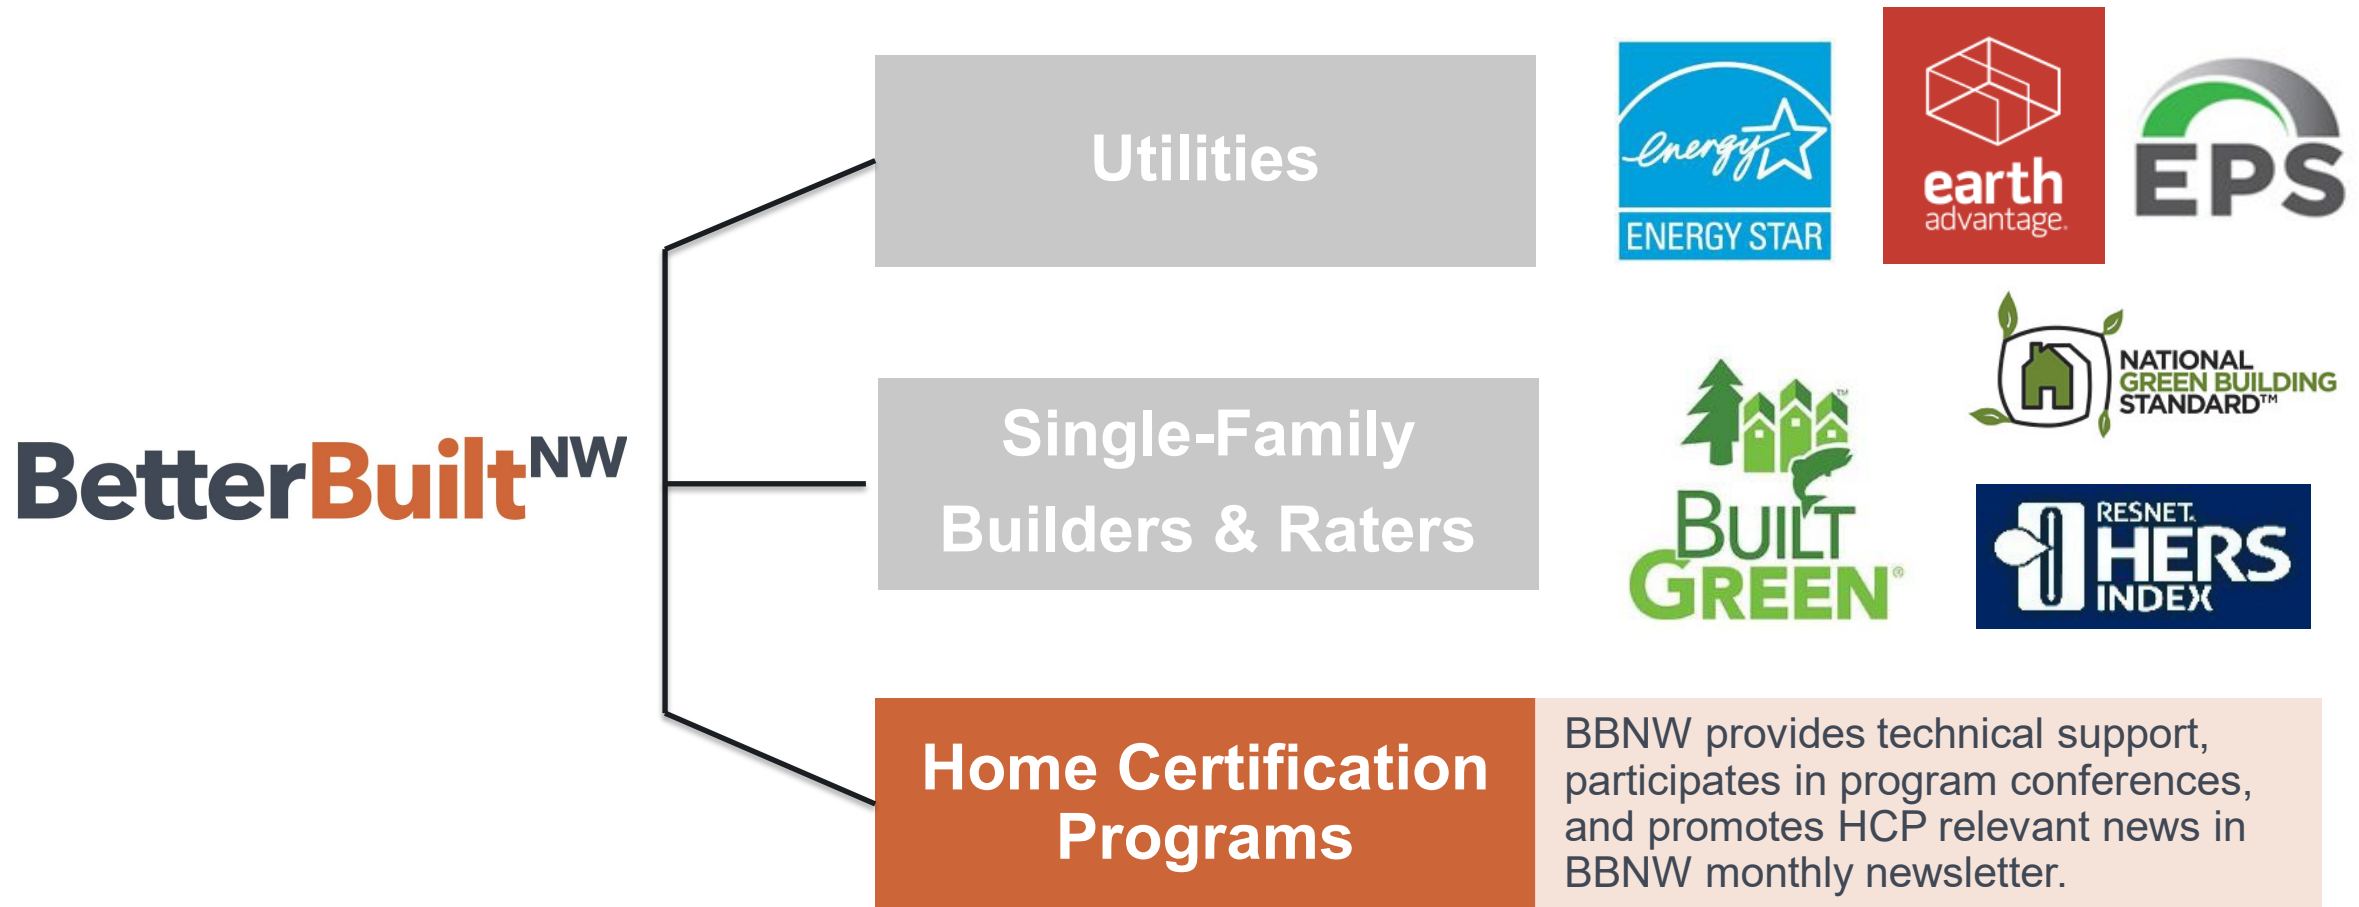 BetterBuiltNW
Utilities
Single-Family
Builders & Raters
Home Certification
Programs
energy
ENERGY STAR
earth
advantage.
EPS
NATIONAL
GREEN BUILDING
STANDARD™
™
BUILT
GREEN®
RESNET.
HERS
INDEX
BBNW provides technical support,
participates in program conferences,
and promotes HCP relevant news in
BBNW monthly newsletter.